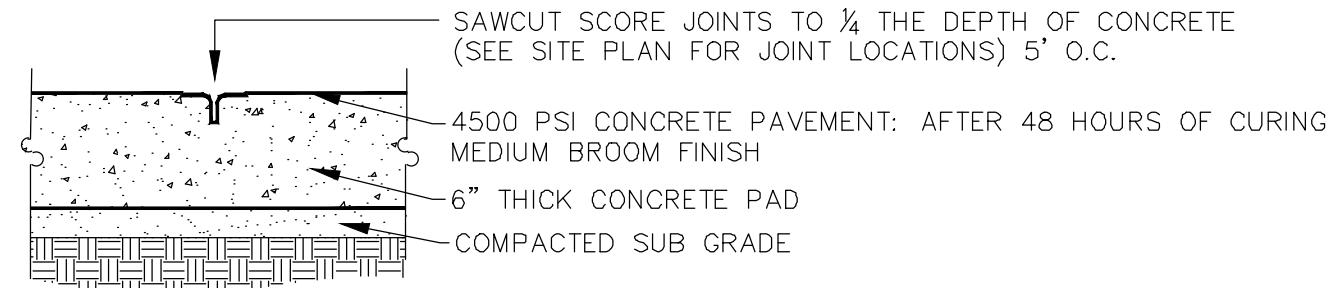 SAWCUT SCORE JOINTS TO ¼ THE DEPTH OF CONCRETE
(SEE SITE PLAN FOR JOINT LOCATIONS) 5' O.C.
4500 PSI CONCRETE PAVEMENT: AFTER 48 HOURS OF CURING
MEDIUM BROOM FINISH
6" THICK CONCRETE PAD
COMPACTED SUB GRADE